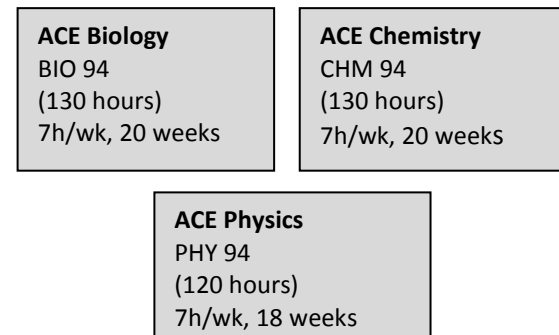 ACE Biology
BIO 94
(130 hours)
7h/wk, 20 weeks
ACE Chemistry
CHM 94
(130 hours)
7h/wk, 20 weeks
ACE Physics
PHY 94
(120 hours)
7h/wk, 18 weeks